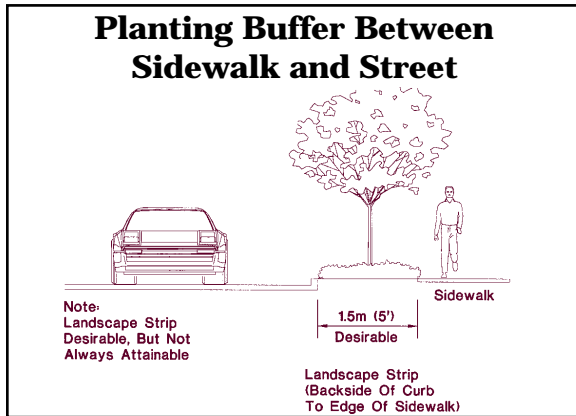 Planting Buffer Between
Sidewalk and Street
Sidewalk
Note:
Landscape Strip
Desirable, But Not
Always Attainable
1.5m (5')
Desirable
Landscape Strip
(Backside Of Curb
To Edge Of Sidewalk)